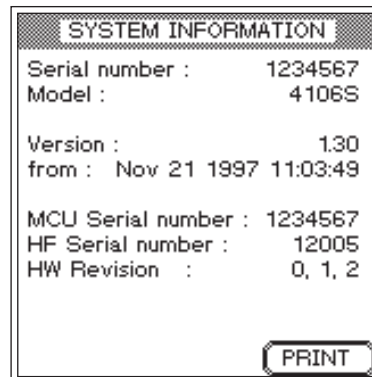 SYSTEM INFORMATION
Serial number : 1234567
Model : 4106S
Version : 1.30
from : Nov 21 1997 11:03:49
MCU Serial number : 1234567
HF Serial number : 12005
HW Revision : 0, 1, 2
PRINT